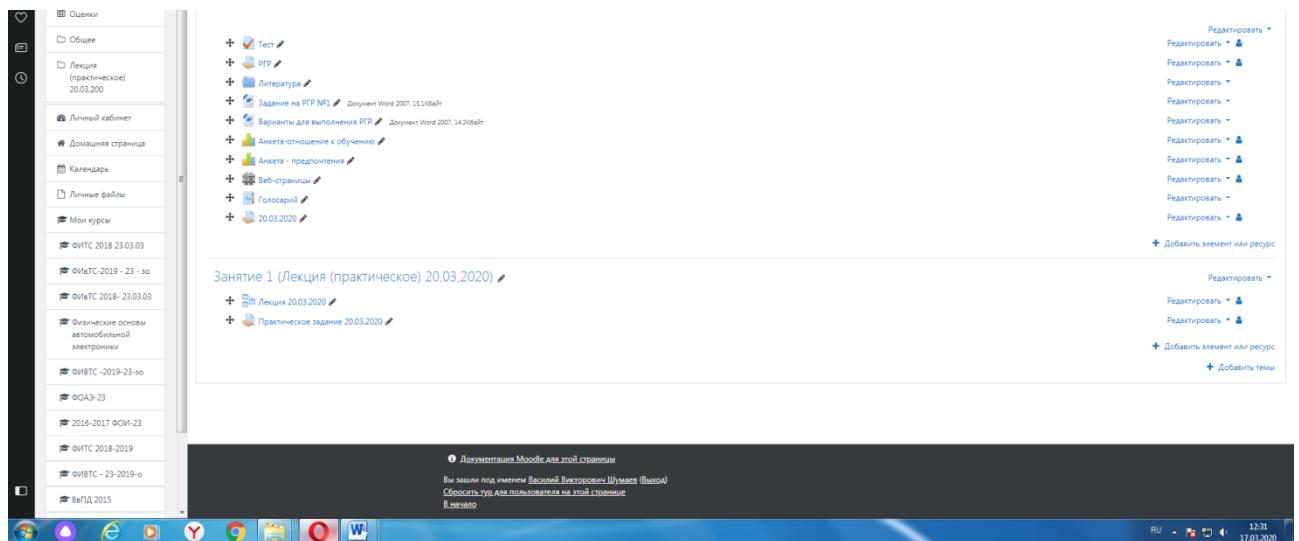 Оценки
Общее
Лекция
(практическое)
20.03.200
Личный кабинет
Домашняя страница
Календарь
Личные файлы
Мои курсы
ФИТС 2018 23.03.03
ФИвТС-2019 - 23 - зо
ФИвТС 2018- 23.03.03
Физические основы
автомобильной
электроники
ФИВТС -2019-23-зо
ФОАЭ-23
2016-2017 ФОИ-23
ФИТС 2018-2019
ФИВТС - 23-2019-о
ВеПД 2015
Редактировать
Тест Редактировать
РГР Редактировать
Литература Редактировать
Задание на РГР №1 Документ Word 2007, 15.1Кбайт Редактировать
Варианты для выполнения РГР Документ Word 2007, 14.2Кбайт Редактировать
Анкета-отношение к обучению Редактировать
Анкета - предпочтения Редактировать
Веб-страницы Редактировать
Голосарий Редактировать
20.03.2020 Редактировать
Добавить элемент или ресурс
Занятие 1 (Лекция (практическое) 20.03.2020) Редактировать
Лекция 20.03.2020 Редактировать
Практическое задание 20.03.2020 Редактировать
Добавить элемент или ресурс
Добавить темы
Документация Moodle для этой страницы
Вы зашли под именем Василий Викторович Шумаев (Выход)
Сбросить тур для пользователя на этой странице
В начало
RU 12:31
17.03.2020